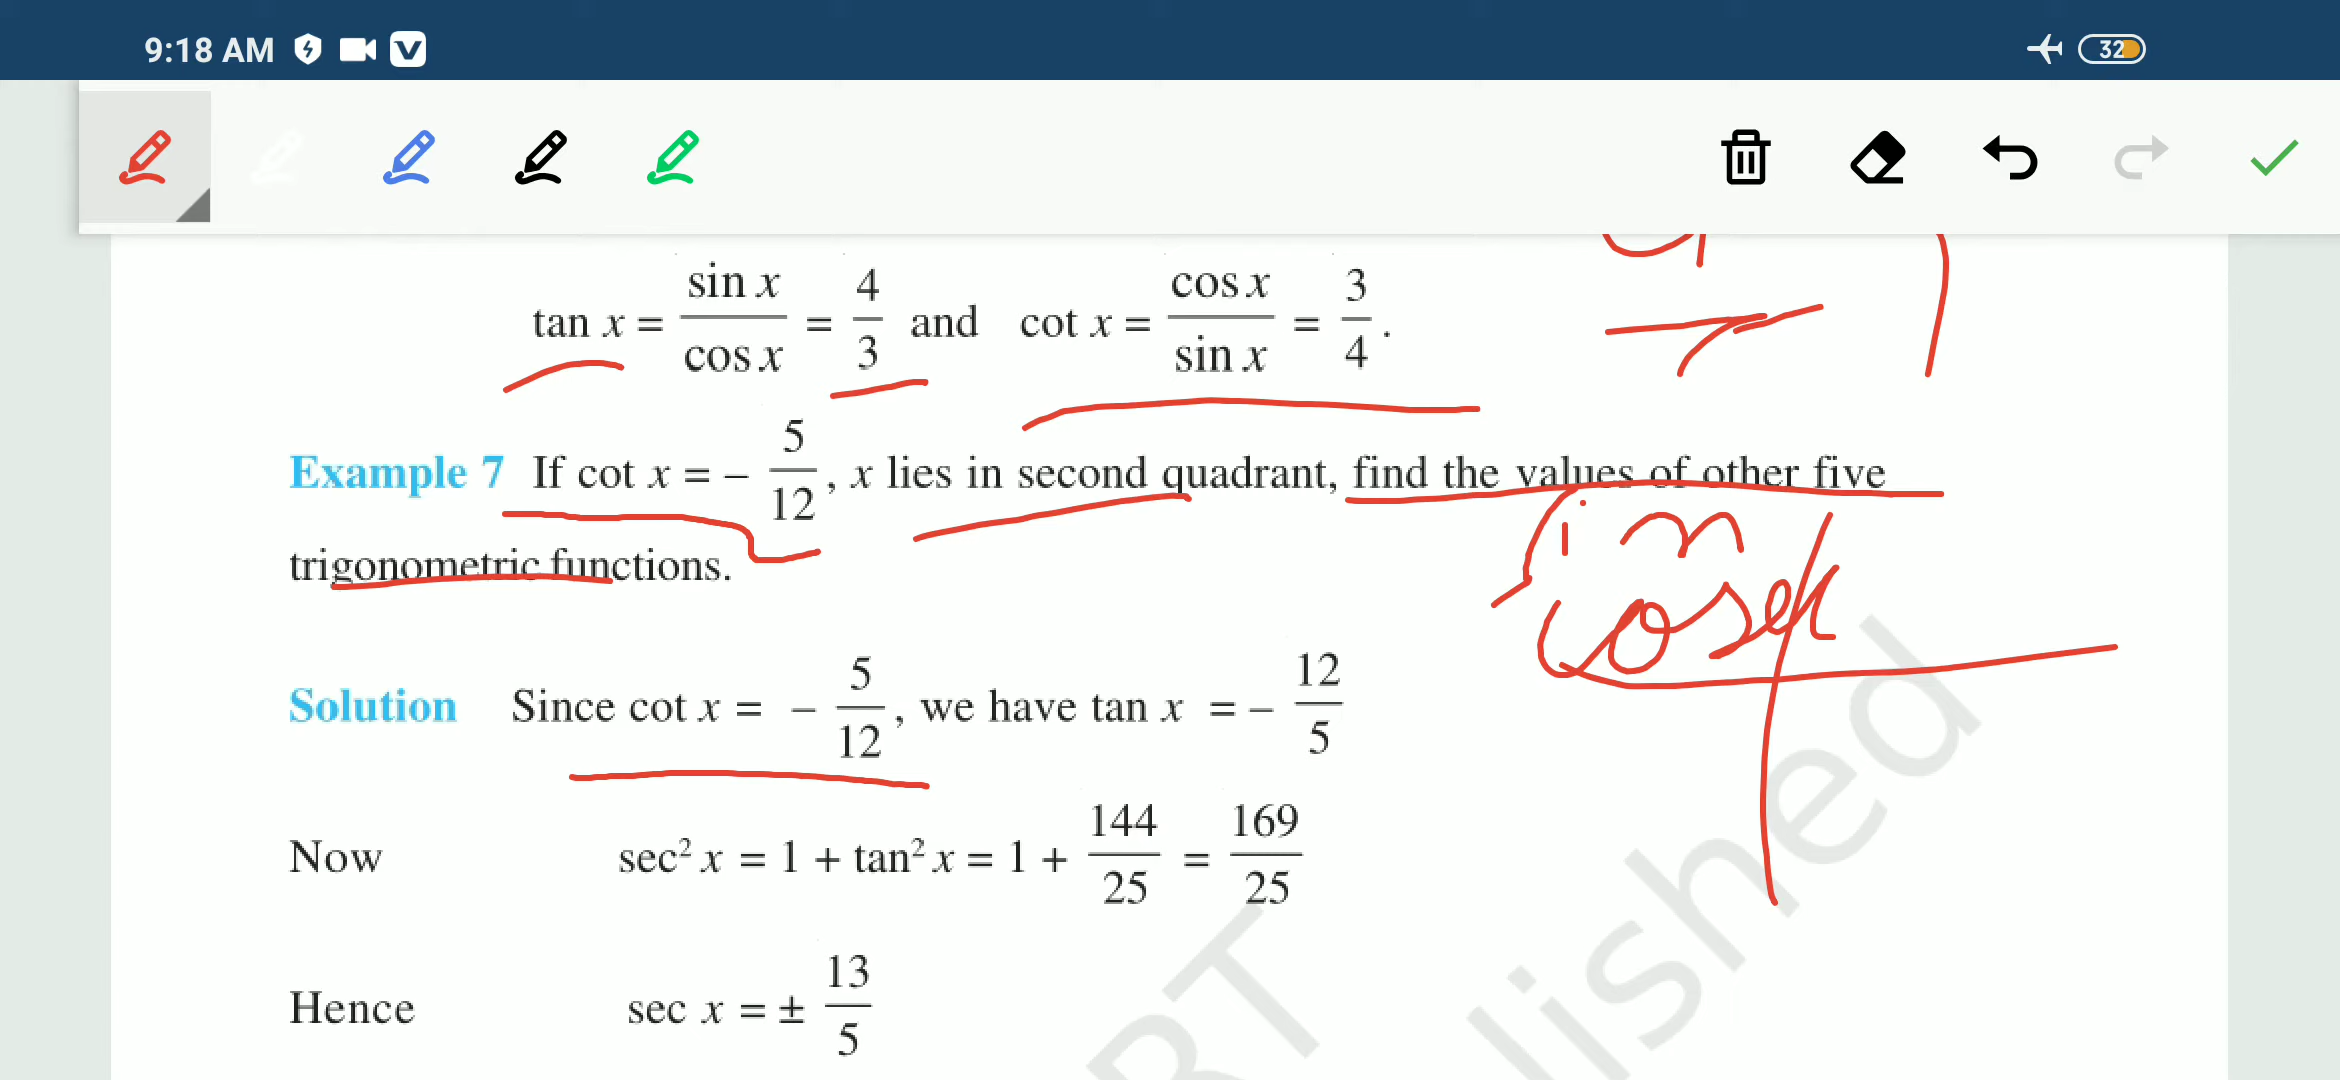 9:18 AM 32
tan x = sin x / cos x = 4/3 and cot x = cos x / sin x = 3/4 .
Example 7 If cot x = – 5/12 , x lies in second quadrant, find the values of other five
trigonometric functions.
sin
cosec
Solution Since cot x = – 5/12 , we have tan x = – 12/5
Now sec² x = 1 + tan² x = 1 + 144/25 = 169/25
Hence sec x = ± 13/5
RT
lished